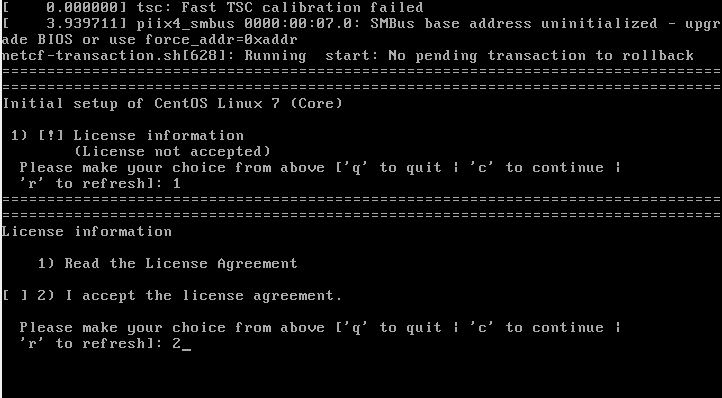 [    0.000000] tsc: Fast TSC calibration failed
[    3.939711] piix4_smbus 0000:00:07.0: SMBus base address uninitialized - upgr
ade BIOS or use force_addr=0xaddr
netcf-transaction.sh[628]: Running  start: No pending transaction to rollback
================================================================================
================================================================================
Initial setup of CentOS Linux 7 (Core)
1) [!] License information
(License not accepted)
Please make your choice from above ['q' to quit | 'c' to continue |
'r' to refresh]: 1
================================================================================
================================================================================
License information
1) Read the License Agreement
[ ] 2) I accept the license agreement.
Please make your choice from above ['q' to quit | 'c' to continue |
'r' to refresh]: 2_